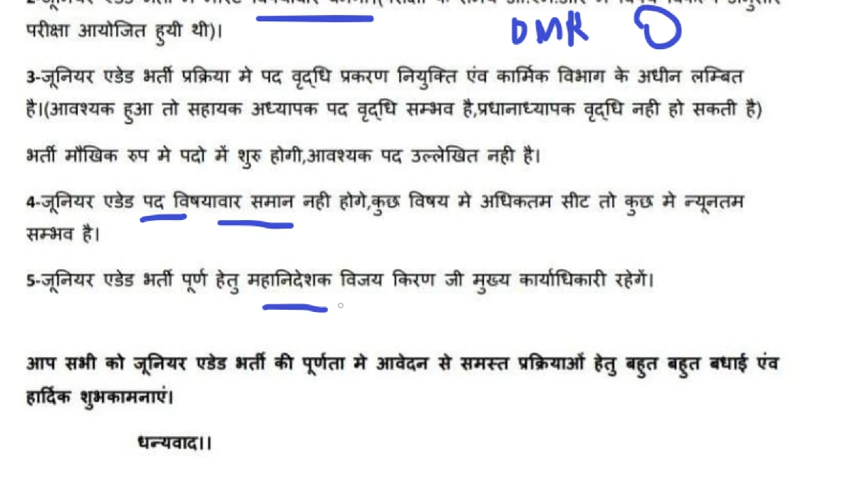 परीक्षा आयोजित हुयी थी)।
OMR 1
3-जूनियर एडेड भर्ती प्रक्रिया मे पद वृद्धि प्रकरण नियुक्ति एंव कार्मिक विभाग के अधीन लम्बित
है।(आवश्यक हुआ तो सहायक अध्यापक पद वृद्धि सम्भव है,प्रधानाध्यापक वृद्धि नही हो सकती है)
भर्ती मौखिक रुप मे पदो में शुरु होगी,आवश्यक पद उल्लेखित नही है।
4-जूनियर एडेड पद विषयावार समान नही होगे,कुछ विषय मे अधिकतम सीट तो कुछ मे न्यूनतम
सम्भव है।
5-जूनियर एडेड भर्ती पूर्ण हेतु महानिदेशक विजय किरण जी मुख्य कार्याधिकारी रहेगें।
आप सभी को जूनियर एडेड भर्ती की पूर्णता मे आवेदन से समस्त प्रक्रियाओं हेतु बहुत बहुत बधाई एंव
हार्दिक शुभकामनाएं।
धन्यवाद।।